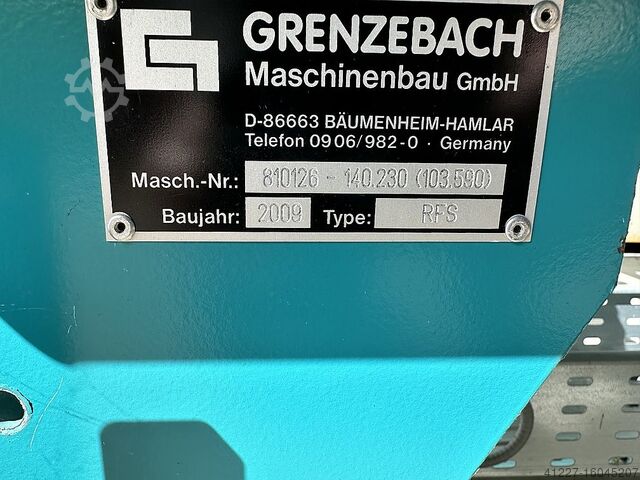 GRENZEBACH
Maschinenbau GmbH
D-86663 BÄUMENHEIM-HAMLAR
Telefon 0906/982-0 · Germany
Masch.-Nr.: 810126 - 140.230 (103.590)
Baujahr: 2009 Type: RFS
41227-16045207